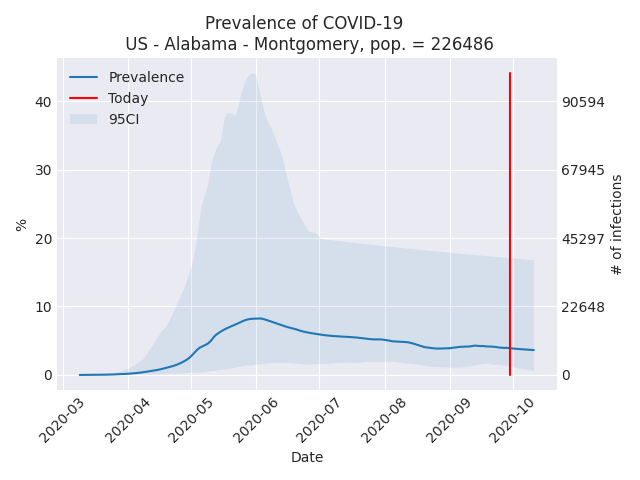 Prevalence of COVID-19
US - Alabama - Montgomery, pop. = 226486
Prevalence
Today
95CI
%
40
30
20
10
0
90594
67945
45297
22648
0
# of infections
2020-03
2020-04
2020-05
2020-06
2020-07
2020-08
2020-09
2020-10
Date